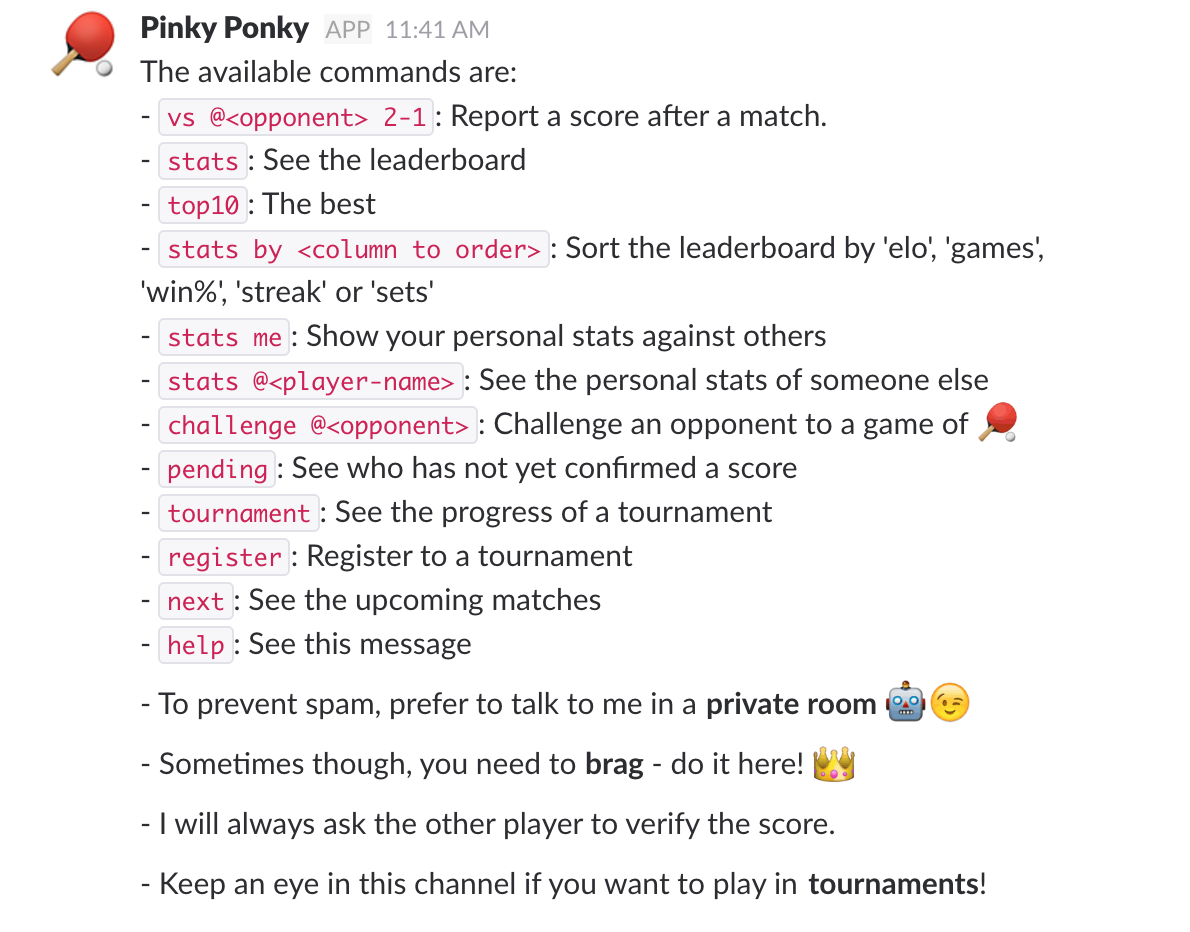 Pinky Ponky APP 11:41 AM
The available commands are:
- vs @<opponent> 2-1: Report a score after a match.
- stats: See the leaderboard
- top10: The best
- stats by <column to order>: Sort the leaderboard by 'elo', 'games',
'win%', 'streak' or 'sets'
- stats me: Show your personal stats against others
- stats @<player-name>: See the personal stats of someone else
- challenge @<opponent>: Challenge an opponent to a game of 🏓
- pending: See who has not yet confirmed a score
- tournament: See the progress of a tournament
- register: Register to a tournament
- next: See the upcoming matches
- help: See this message
- To prevent spam, prefer to talk to me in a private room 🤖😉
- Sometimes though, you need to brag - do it here! 👑
- I will always ask the other player to verify the score.
- Keep an eye in this channel if you want to play in tournaments!